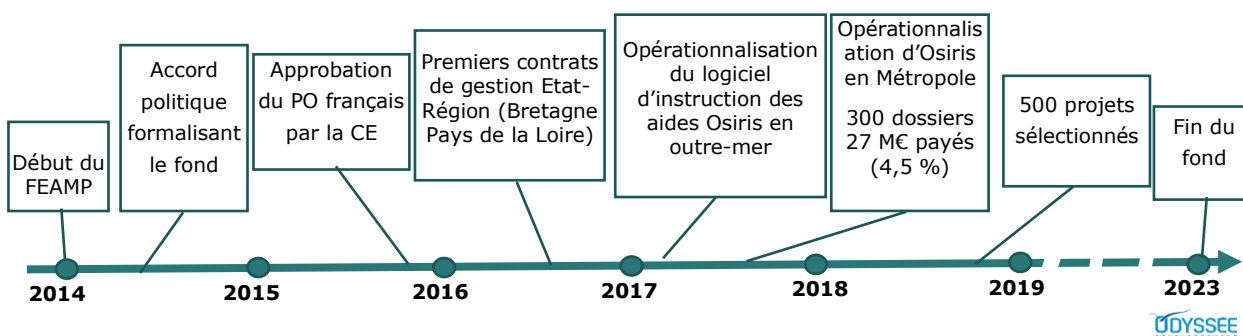 Début du
FEAMP
Accord
politique
formalisant
le fond
Approbation
du PO français
par la CE
Premiers contrats
de gestion Etat-
Région (Bretagne
Pays de la Loire)
Opérationnalisation
du logiciel
d'instruction des
aides Osiris en
outre-mer
Opérationnalis
ation d'Osiris
en Métropole
300 dossiers
27 M€ payés
(4,5 %)
500 projets
sélectionnés
Fin du
fond
2014
2015
2016
2017
2018
2019
2023
ODYSSEE